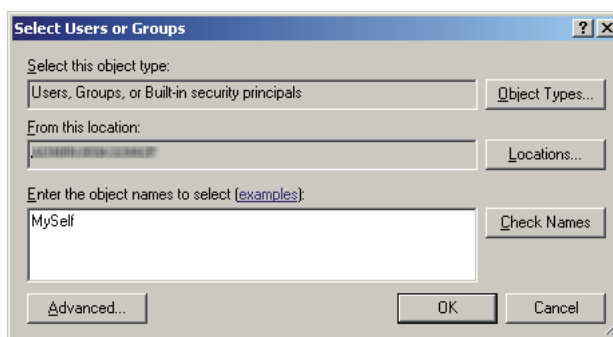 Select Users or Groups
Select this object type:
Users, Groups, or Built-in security principals
Object Types...
From this location:
Locations...
Enter the object names to select (examples):
MySelf
Check Names
Advanced...
OK
Cancel